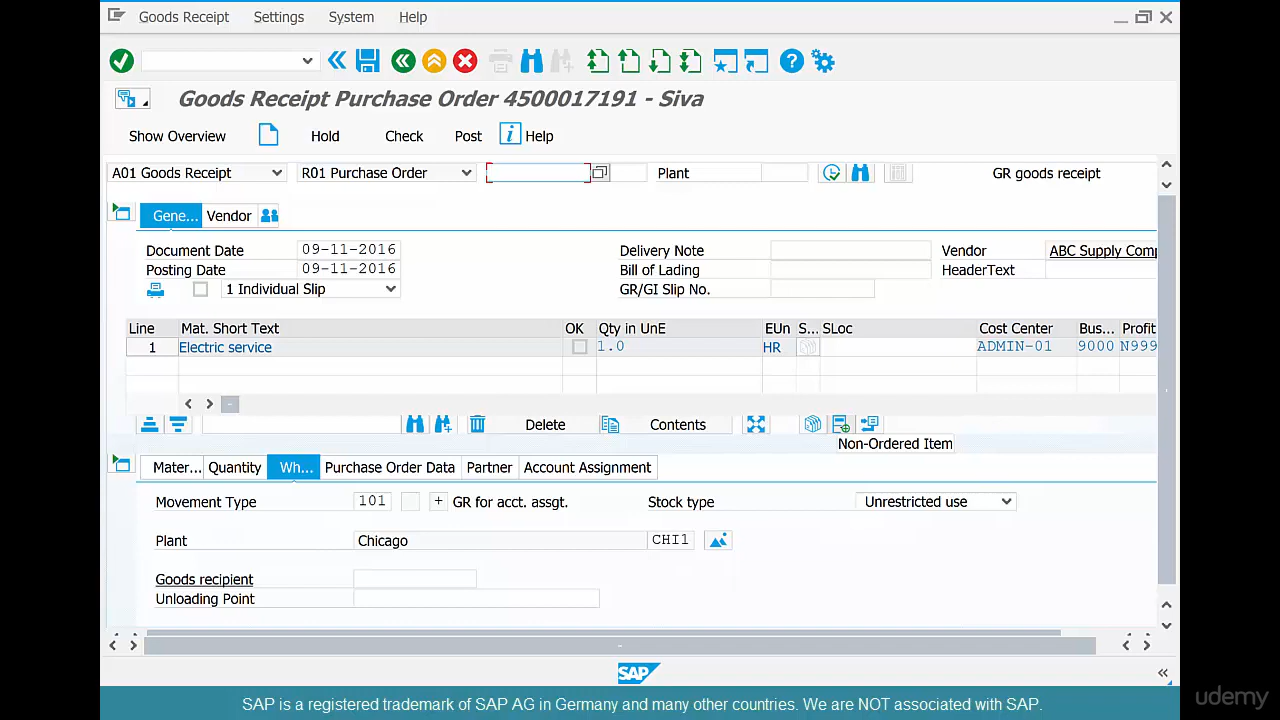 Goods Receipt Settings System Help
Goods Receipt Purchase Order 4500017191 - Siva
Show Overview Hold Check Post i Help
A01 Goods Receipt R01 Purchase Order Plant GR goods receipt
Gene... Vendor
Document Date 09-11-2016 Delivery Note Vendor ABC Supply Comp
Posting Date 09-11-2016 Bill of Lading HeaderText
1 Individual Slip GR/GI Slip No.
Line Mat. Short Text OK Qty in UnE EUn S... SLoc Cost Center Bus... Profit
1 Electric service 1.0 HR ADMIN-01 9000 N999
Delete Contents
Non-Ordered Item
Mater... Quantity Wh... Purchase Order Data Partner Account Assignment
Movement Type 101 + GR for acct. assgt. Stock type Unrestricted use
Plant Chicago CHI1
Goods recipient
Unloading Point
SAP
SAP is a registered trademark of SAP AG in Germany and many other countries. We are NOT associated with SAP.
udemy